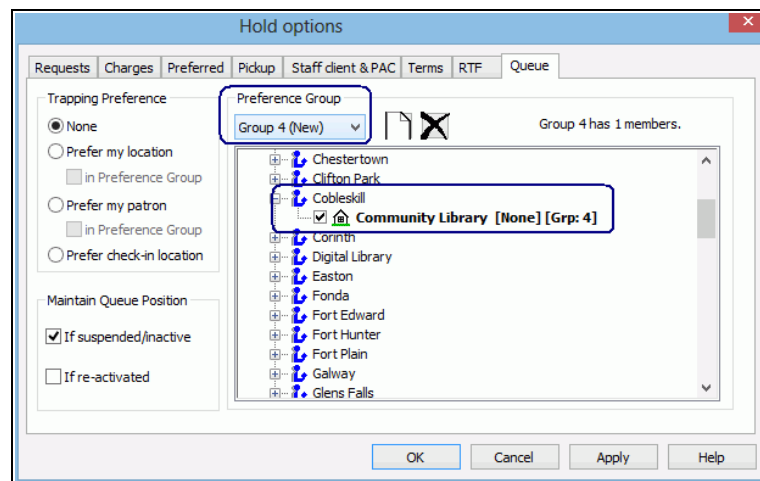 Hold options
Requests Charges Preferred Pickup Staff client & PAC Terms RTF Queue
Trapping Preference
None
Prefer my location
in Preference Group
Prefer my patron
in Preference Group
Prefer check-in location
Maintain Queue Position
If suspended/inactive
If re-activated
Preference Group
Group 4 (New)
Group 4 has 1 members.
Chestertown
Clifton Park
Cobleskill
Community Library [None] [Grp: 4]
Corinth
Digital Library
Easton
Fonda
Fort Edward
Fort Hunter
Fort Plain
Galway
Glens Falls
OK Cancel Apply Help